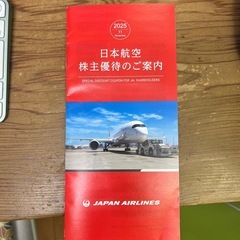 2025
11
日本航空
株主優待のご案内
SPECIAL DISCOUNT COUPON FOR JAL SHAREHOLDERS
JAPAN AIRLINES